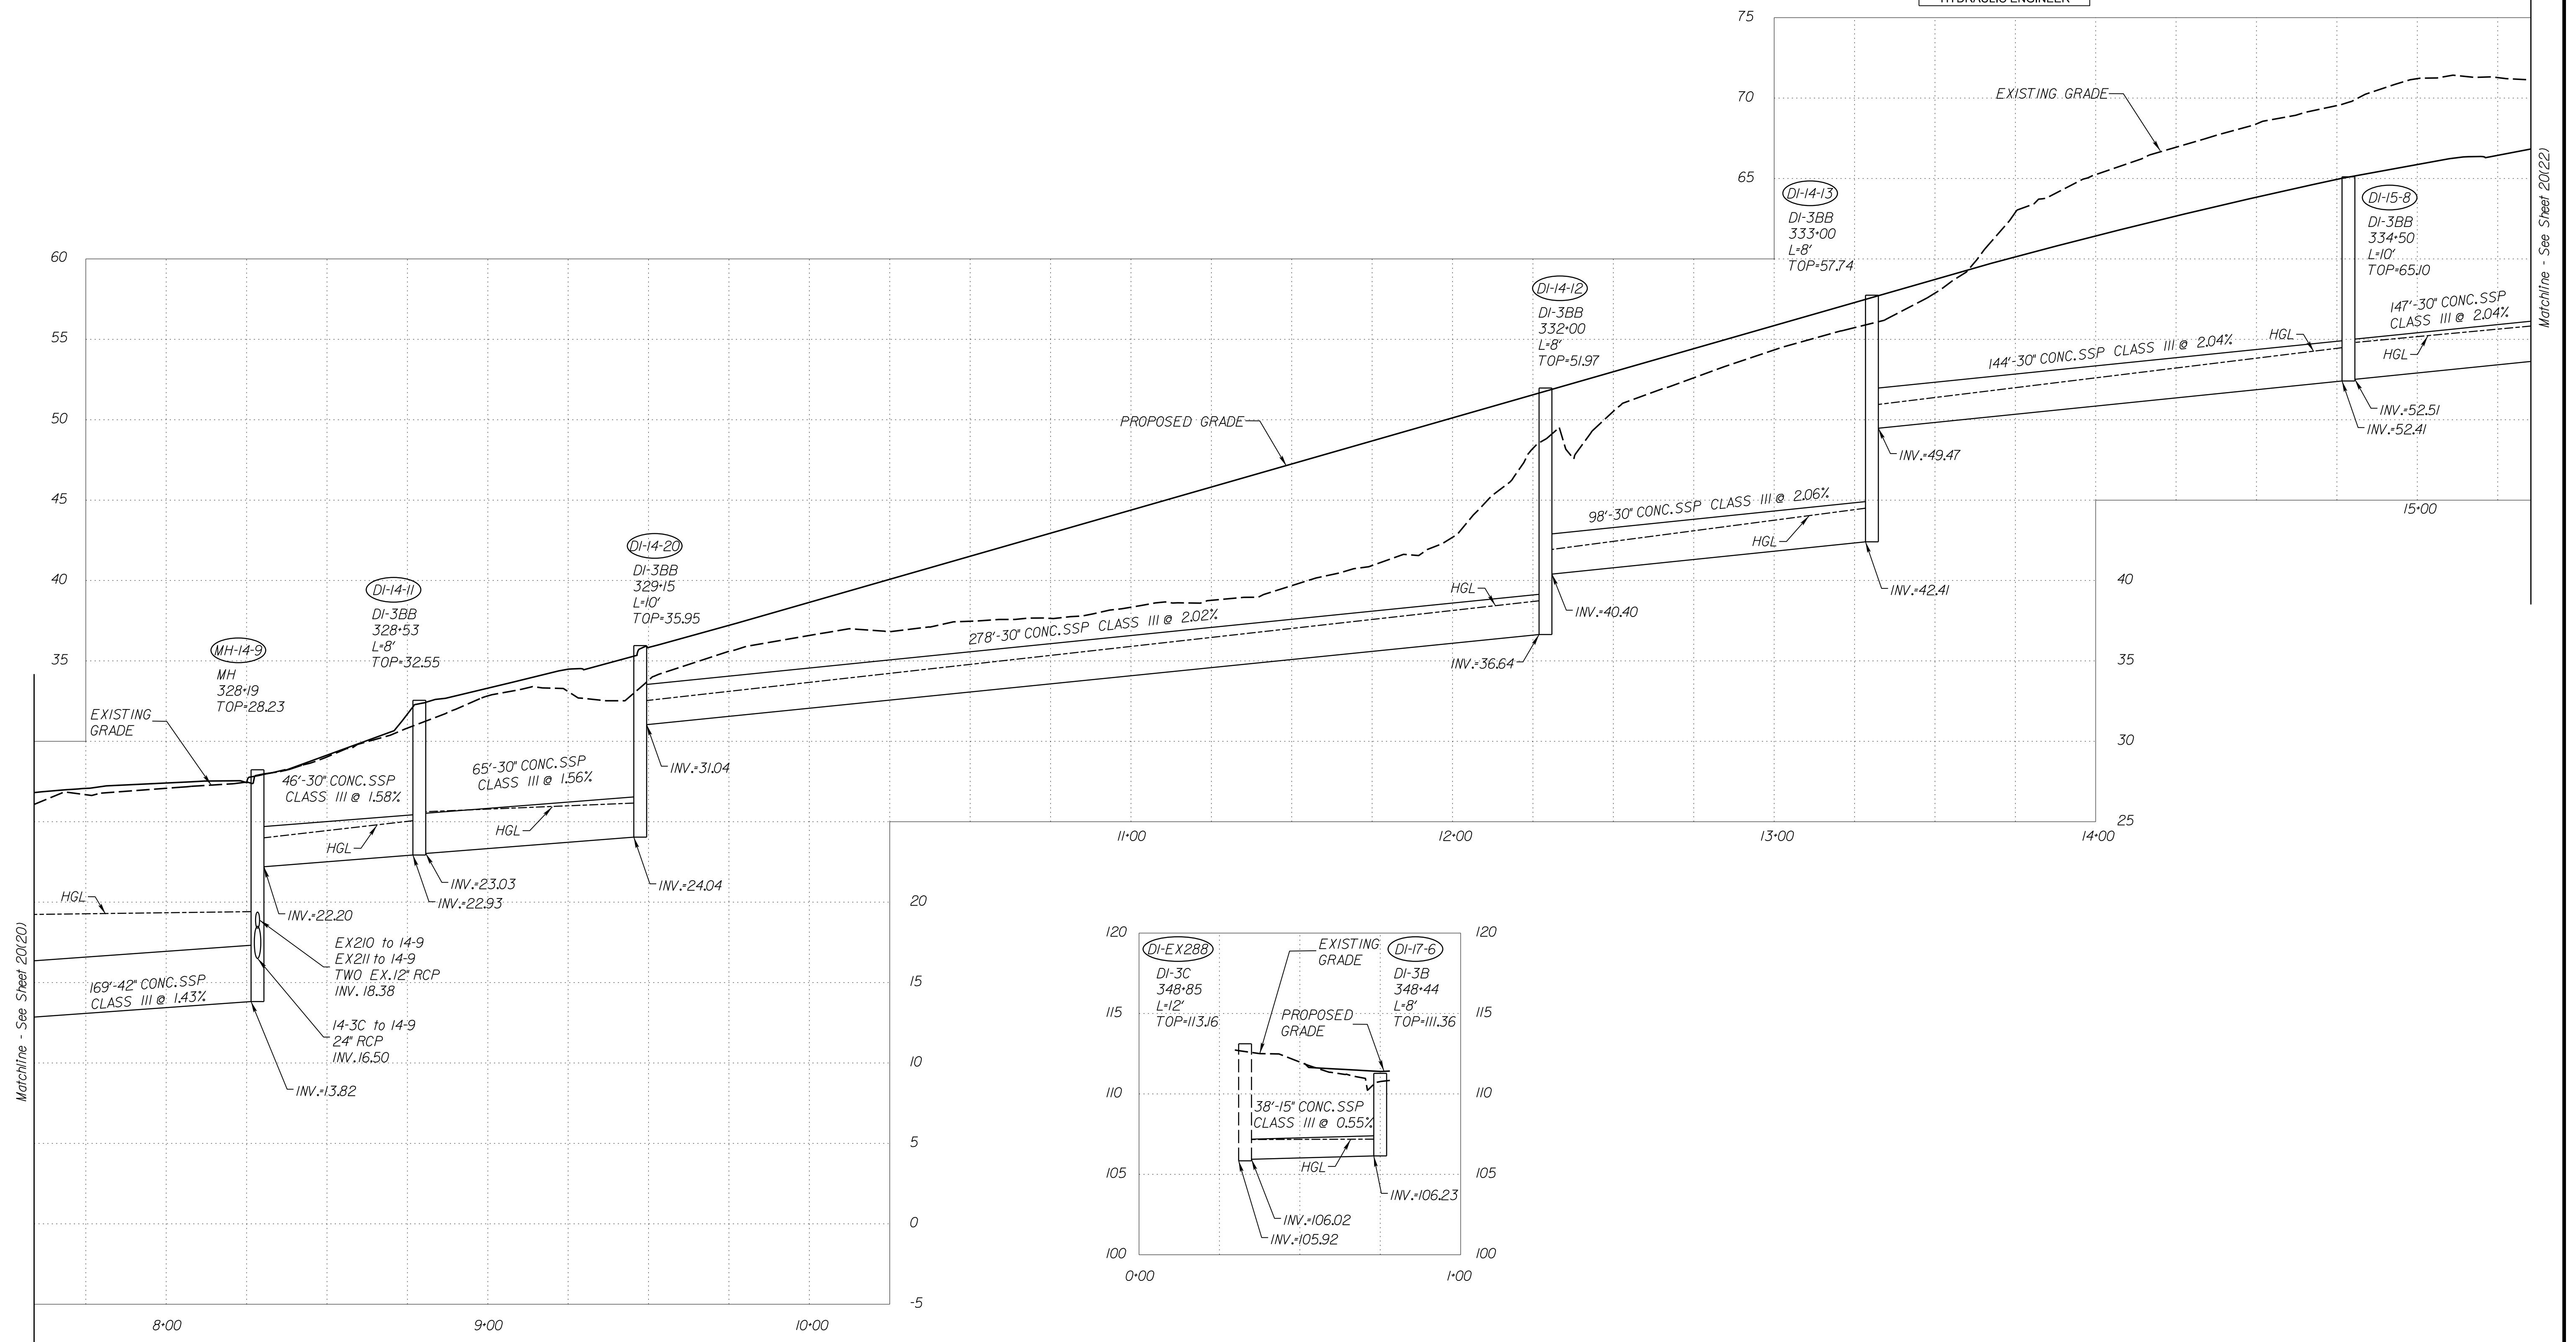 HYDRAULIC ENGINEER
75
70
65
60
55
50
45
40
35
EXISTING GRADE
DI-14-13
DI-3BB
333+00
L=8'
TOP=57.74
DI-15-8
DI-3BB
334+50
L=10'
TOP=65.10
147'-30" CONC. SSP
CLASS III @ 2.04%
HGL
HGL
144'-30" CONC. SSP CLASS III @ 2.04%
INV.=52.51
INV.=52.41
INV.=49.47
15+00
Matchline - See Sheet 20(22)
DI-14-12
DI-3BB
332+00
L=8'
TOP=51.97
PROPOSED GRADE
98'-30" CONC. SSP CLASS III @ 2.06%
HGL
INV.=42.41
INV.=40.40
HGL
278'-30" CONC. SSP CLASS III @ 2.02%
INV.=36.64
40
35
30
25
DI-14-20
DI-3BB
329+15
L=10'
TOP=35.95
DI-14-11
DI-3BB
328+53
L=8'
TOP=32.55
MH-14-9
MH
328+19
TOP=28.23
EXISTING
GRADE
46'-30" CONC. SSP
CLASS III @ 1.58%
HGL
65'-30" CONC. SSP
CLASS III @ 1.56%
HGL
INV.=31.04
INV.=24.04
INV.=23.03
INV.=22.93
INV.=22.20
HGL
169'-42" CONC. SSP
CLASS III @ 1.43%
EX210 to 14-9
EX211 to 14-9
TWO EX. 12" RCP
INV. 18.38
14-3C to 14-9
24" RCP
INV. 16.50
INV.=13.82
Matchline - See Sheet 20(20)
20
15
10
5
0
-5
8+00
9+00
10+00
11+00
12+00
13+00
14+00
120
115
110
105
100
DI-EX288
DI-3C
348+85
L=12'
TOP=113.16
EXISTING
GRADE
PROPOSED
GRADE
DI-17-6
DI-3B
348+44
L=8'
TOP=111.36
38'-15" CONC. SSP
CLASS III @ 0.55%
HGL
INV.=106.23
INV.=106.02
INV.=105.92
120
115
110
105
100
0+00
1+00